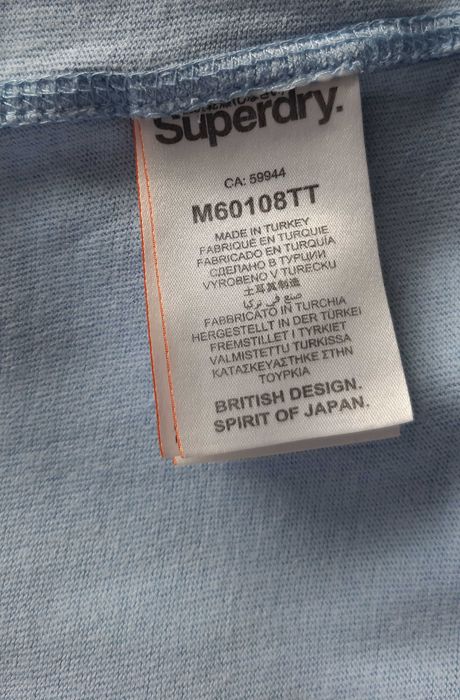 Superdry.
CA: 59944
M60108TT
MADE IN TURKEY
FABRIQUÉ EN TURQUIE
FABRICADO EN TURQUÍA
СДЕЛАНО В ТУРЦИИ
VYROBENO V TURECKU
土耳其制造
صنع في تركيا
FABBRICATO IN TURCHIA
HERGESTELLT IN DER TÜRKEI
FREMSTILLET I TYRKIET
VALMISTETTU TURKISSA
ΚΑΤΑΣΚΕΥΑΣΤΗΚΕ ΣΤΗΝ
ΤΟΥΡΚΙΑ
BRITISH DESIGN.
SPIRIT OF JAPAN.